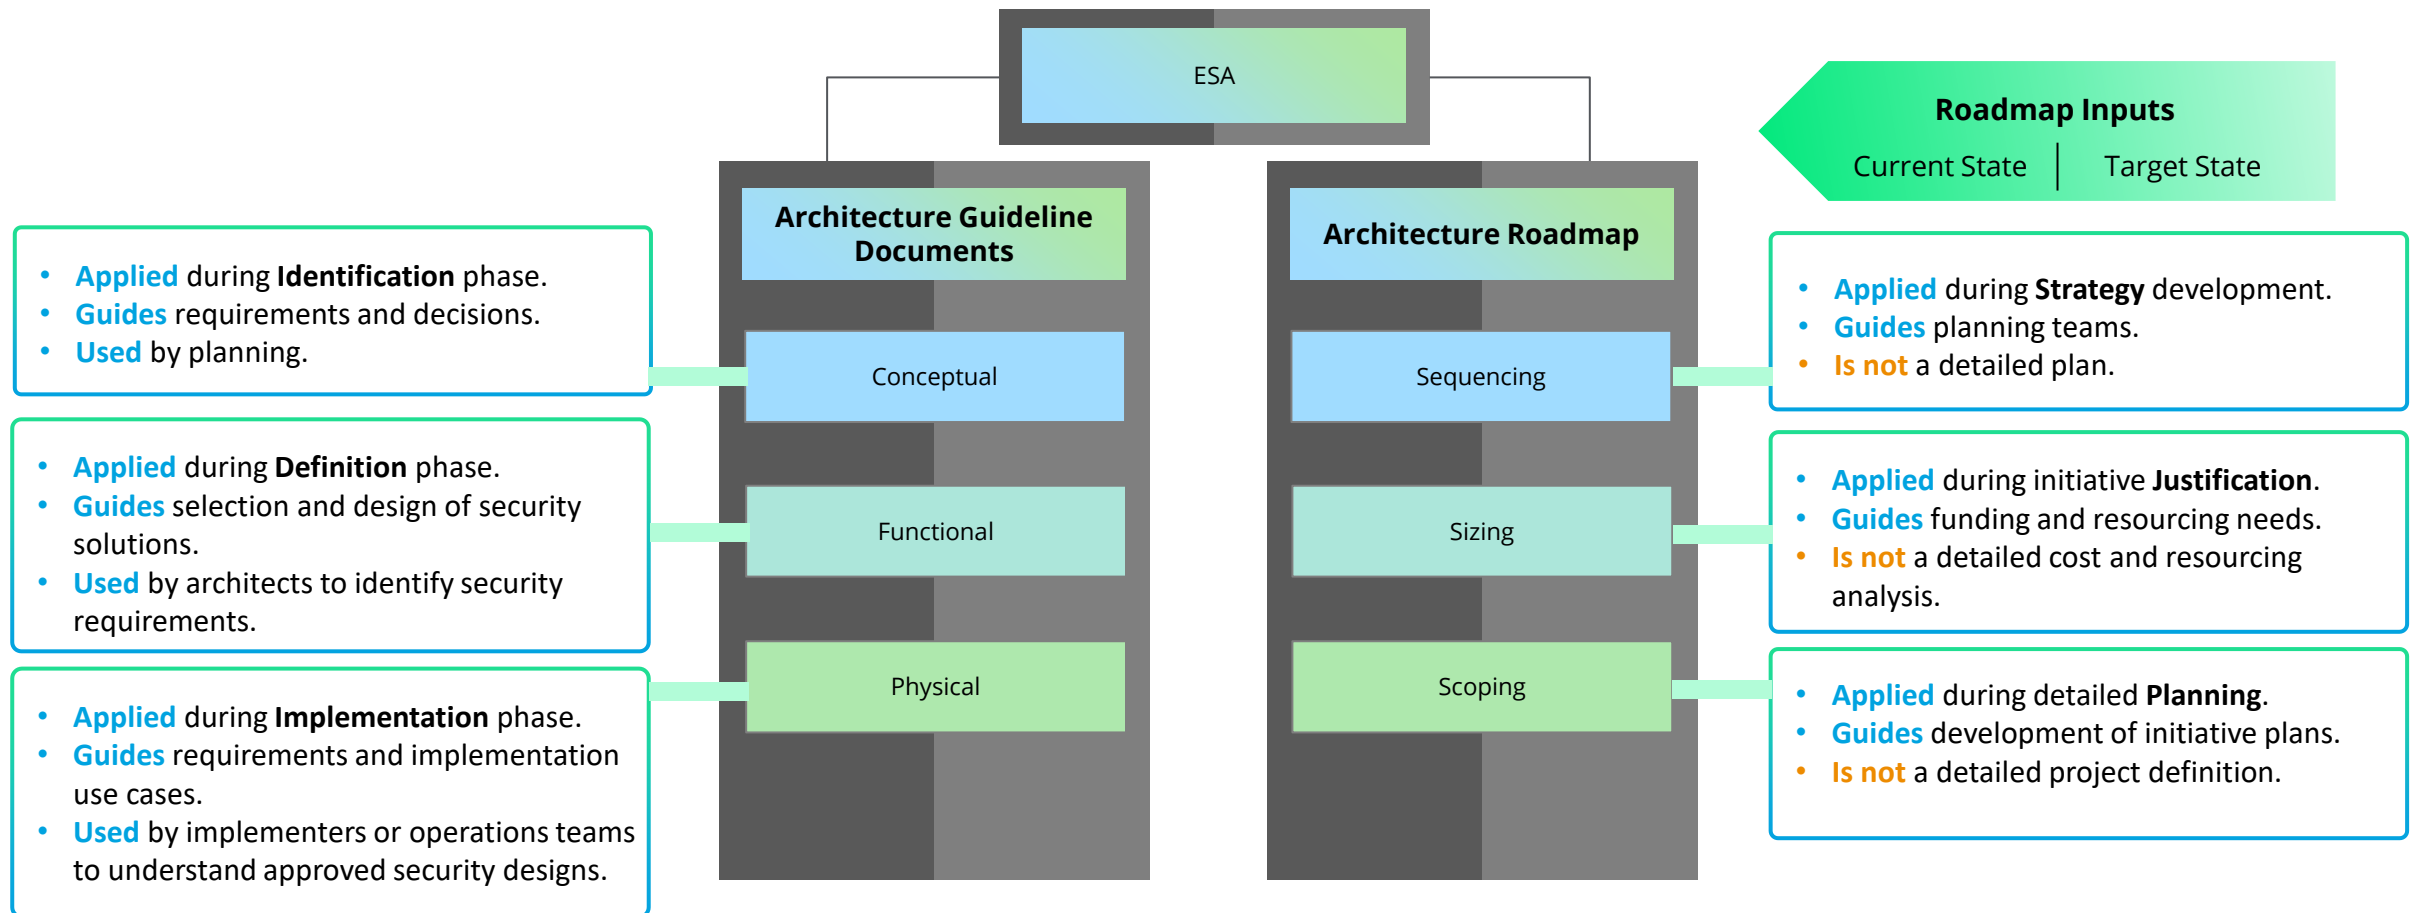 ESA
Roadmap Inputs
Current State | Target State
Architecture Guideline
Documents
Architecture Roadmap
• Applied during Identification phase.
• Guides requirements and decisions.
• Used by planning.
Conceptual
Sequencing
• Applied during Strategy development.
• Guides planning teams.
• Is not a detailed plan.
• Applied during Definition phase.
• Guides selection and design of security
solutions.
• Used by architects to identify security
requirements.
Functional
Sizing
• Applied during initiative Justification.
• Guides funding and resourcing needs.
• Is not a detailed cost and resourcing
analysis.
• Applied during Implementation phase.
• Guides requirements and implementation
use cases.
• Used by implementers or operations teams
to understand approved security designs.
Physical
Scoping
• Applied during detailed Planning.
• Guides development of initiative plans.
• Is not a detailed project definition.